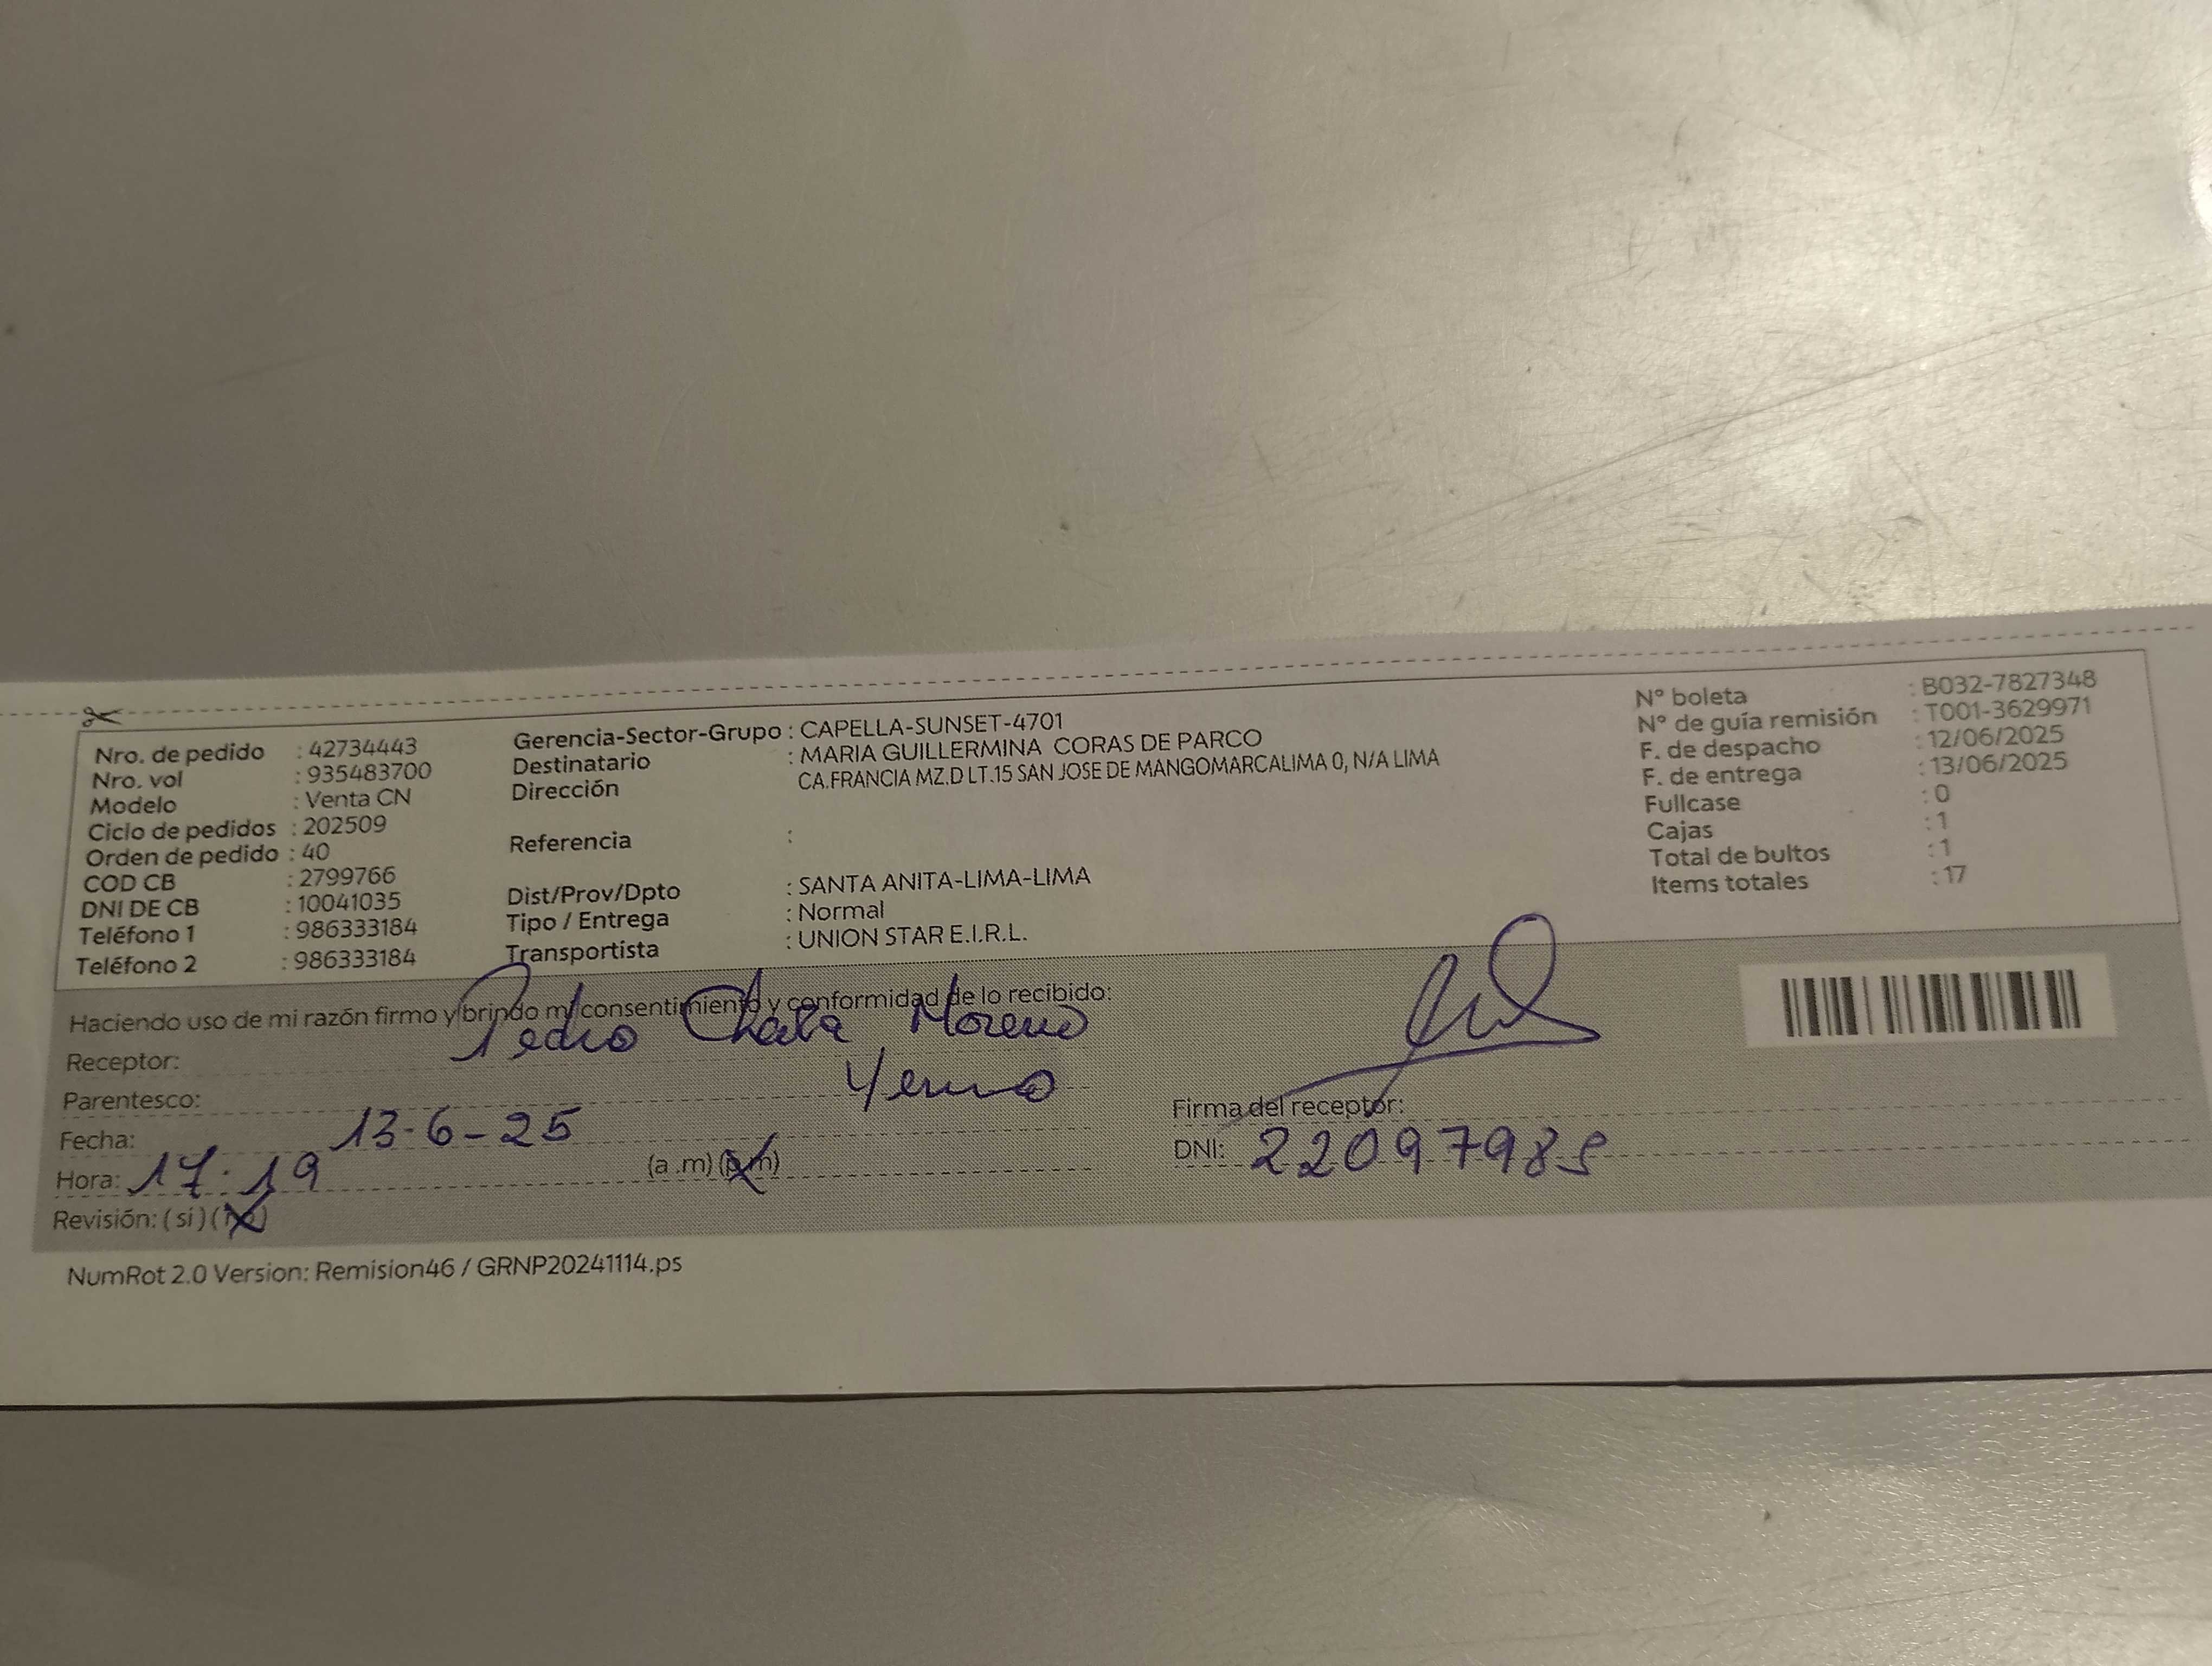 Nro. de pedido : 42734443
Nro. vol : 935483700
Modelo : Venta CN
Ciclo de pedidos : 202509
Orden de pedido : 40
COD CB : 2799766
DNI DE CB : 10041035
Teléfono 1 : 986333184
Teléfono 2 : 986333184
Gerencia-Sector-Grupo : CAPELLA-SUNSET-4701
Destinatario : MARIA GUILLERMINA CORAS DE PARCO
Dirección CA.FRANCIA MZ.D LT.15 SAN JOSE DE MANGOMARCALIMA 0, N/A LIMA
Referencia :
Dist/Prov/Dpto : SANTA ANITA-LIMA-LIMA
Tipo / Entrega : Normal
Transportista : UNION STAR E.I.R.L.
N° boleta : B032-7827348
N° de guía remisión : T001-3629971
F. de despacho : 12/06/2025
F. de entrega : 13/06/2025
Fullcase : 0
Cajas : 1
Total de bultos : 1
Items totales : 17
Haciendo uso de mi razón firmo y brindo mi consentimiento y conformidad de lo recibido:
Receptor: Pedro Moreno
Parentesco: Yerno
Fecha: 13-6-25
Hora: 17:19 (a.m) (p.m)
Revisión: (si) (no)
Firma del receptor:
DNI:
NumRot 2.0 Version: Remision46 / GRNP20241114.ps